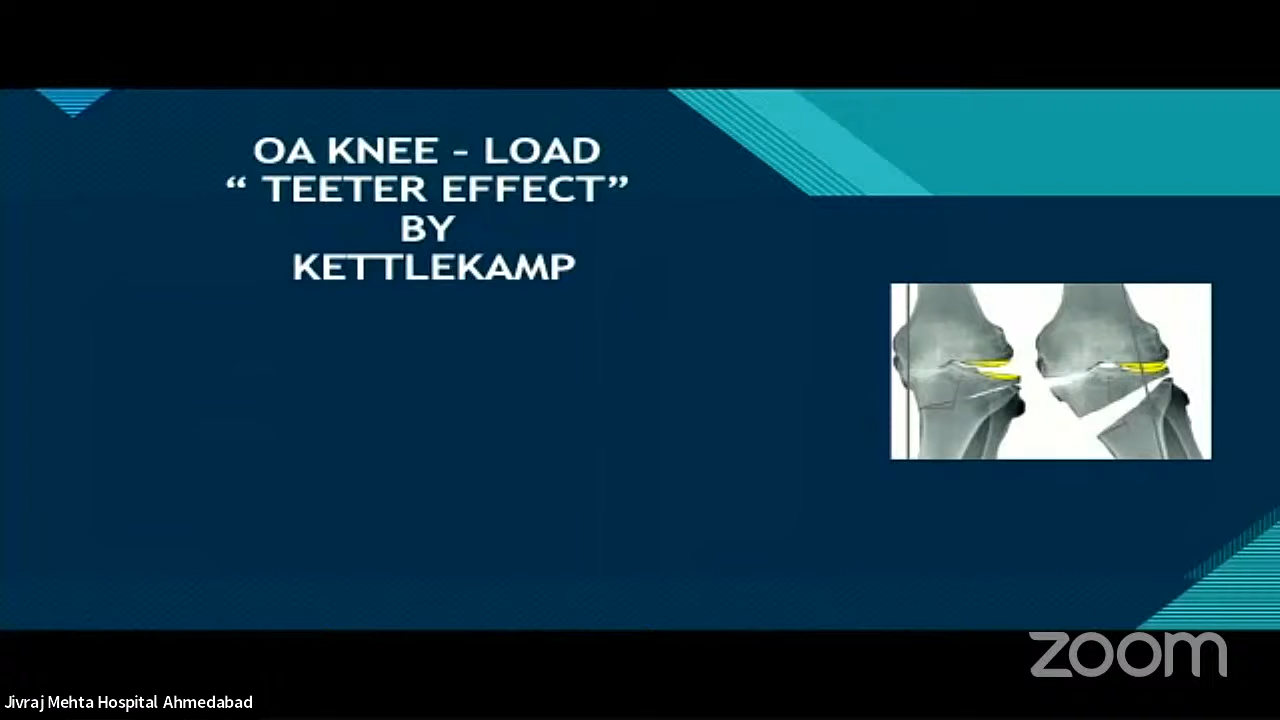 OA KNEE - LOAD
“ TEETER EFFECT”
BY
KETTLEKAMP
zoom
Jivraj Mehta Hospital Ahmedabad